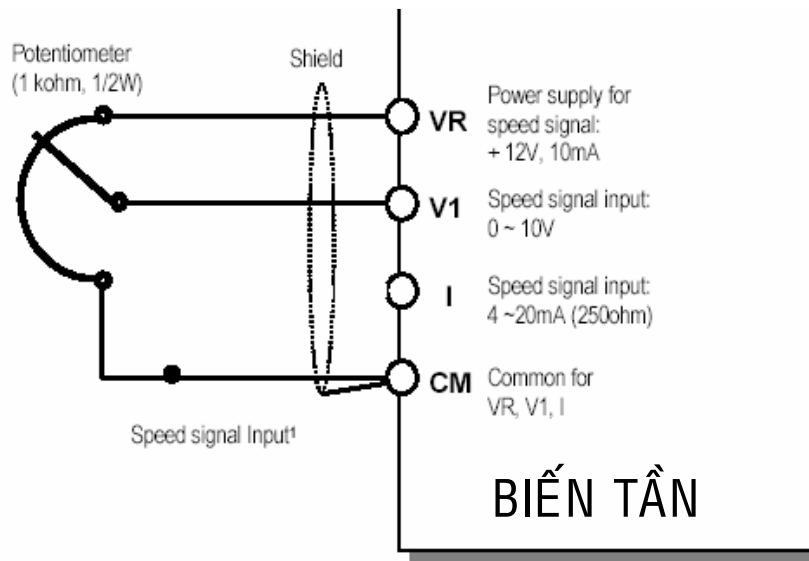 Potentiometer
(1 kohm, 1/2W)
Shield
VR
Power supply for
speed signal:
+ 12V, 10mA
V1
Speed signal input:
0 ~ 10V
I
Speed signal input:
4 ~20mA (250ohm)
CM
Common for
VR, V1, I
Speed signal Input¹
BIẾN TẦN